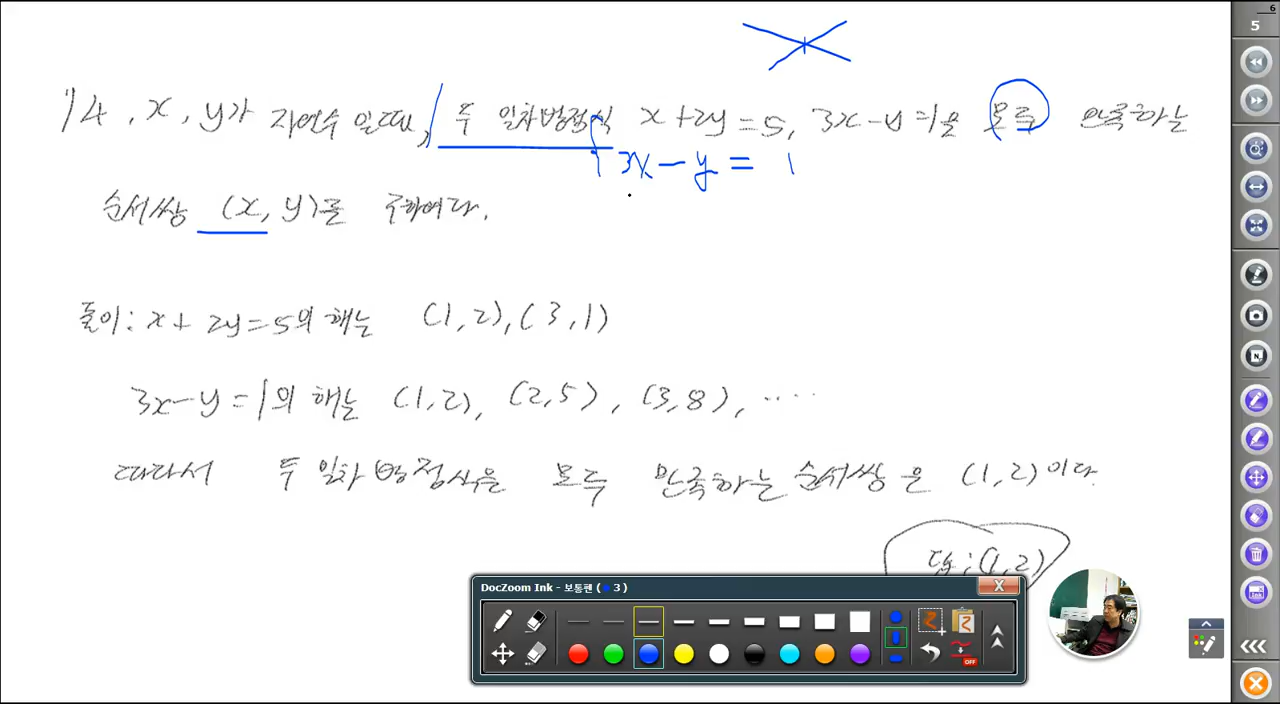 6
5
14. x, y가 자연수 일때, 두 일차방정식 x+2y=5, 3x-y=1을 모두 만족하는
3x-y=1
순서쌍 (x, y)를 구하여라.
풀이: x+2y=5의 해는 (1,2), (3,1)
3x-y=1의 해는 (1,2), (2,5), (3,8), ....
따라서 두 일차방정식을 모두 만족하는 순서쌍은 (1,2)이다.
답: (1,2)
DocZoom Ink - 보통펜 ( 3 )
OFF